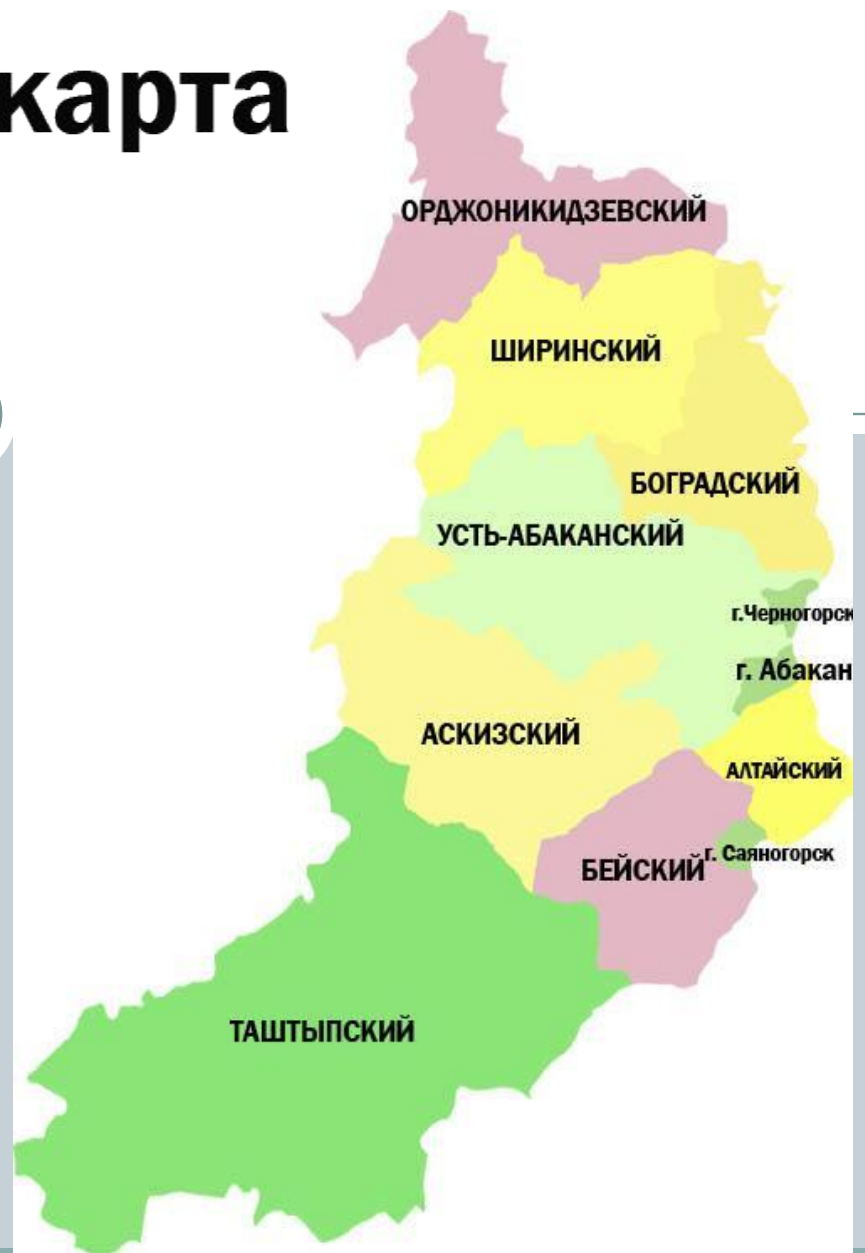 карта
ОРДЖОНИКИДЗЕВСКИЙ
ШИРИНСКИЙ
БОГРАДСКИЙ
УСТЬ-АБАКАНСКИЙ
г.Черногорск
г. Абакан
АСКИЗСКИЙ
АЛТАЙСКИЙ
г. Саяногорск
БЕЙСКИЙ
ТАШТЫПСКИЙ